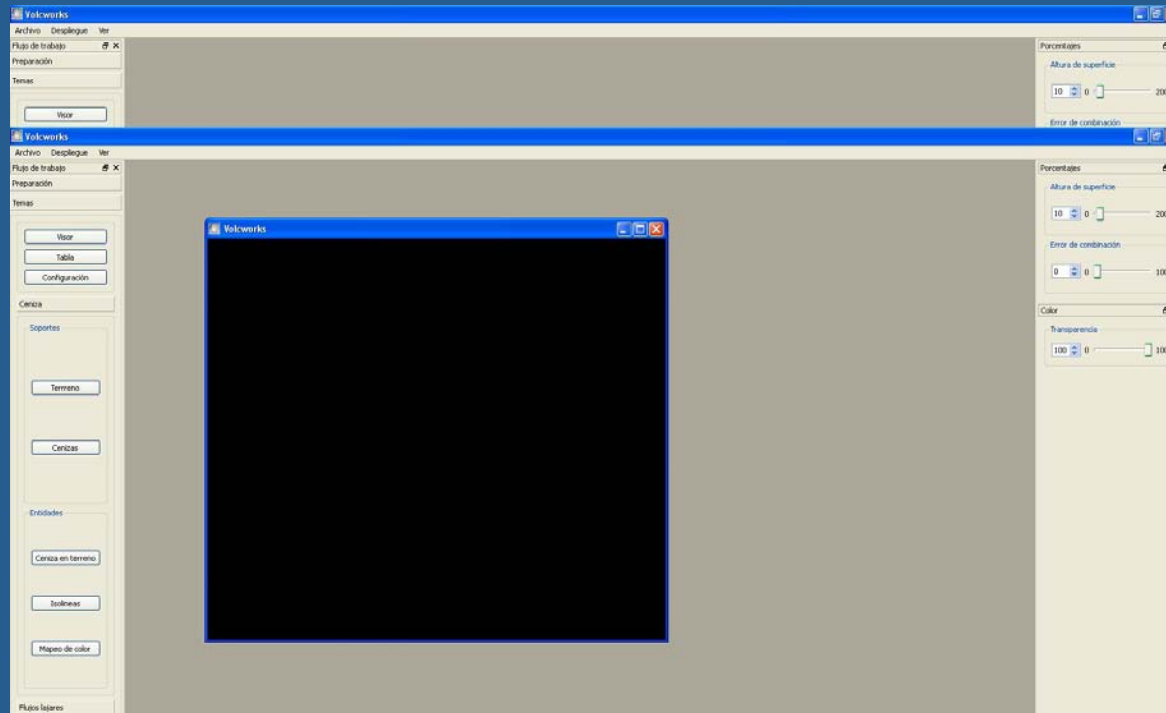 Volcworks
Archivo Despliegue Ver
Flujo de trabajo
Preparación
Temas
Visor
Porcentajes
Altura de superficie
10 0 200
Error de combinación
Volcworks
Archivo Despliegue Ver
Flujo de trabajo
Preparación
Temas
Visor
Tabla
Configuración
Ceniza
Soportes
Terreno
Cenizas
Entidades
Ceniza en terreno
Isolineas
Mapeo de color
Flujos lajares
Volcworks
Porcentajes
Altura de superficie
10 0 200
Error de combinación
0 0 100
Color
Transparencia
100 0 100